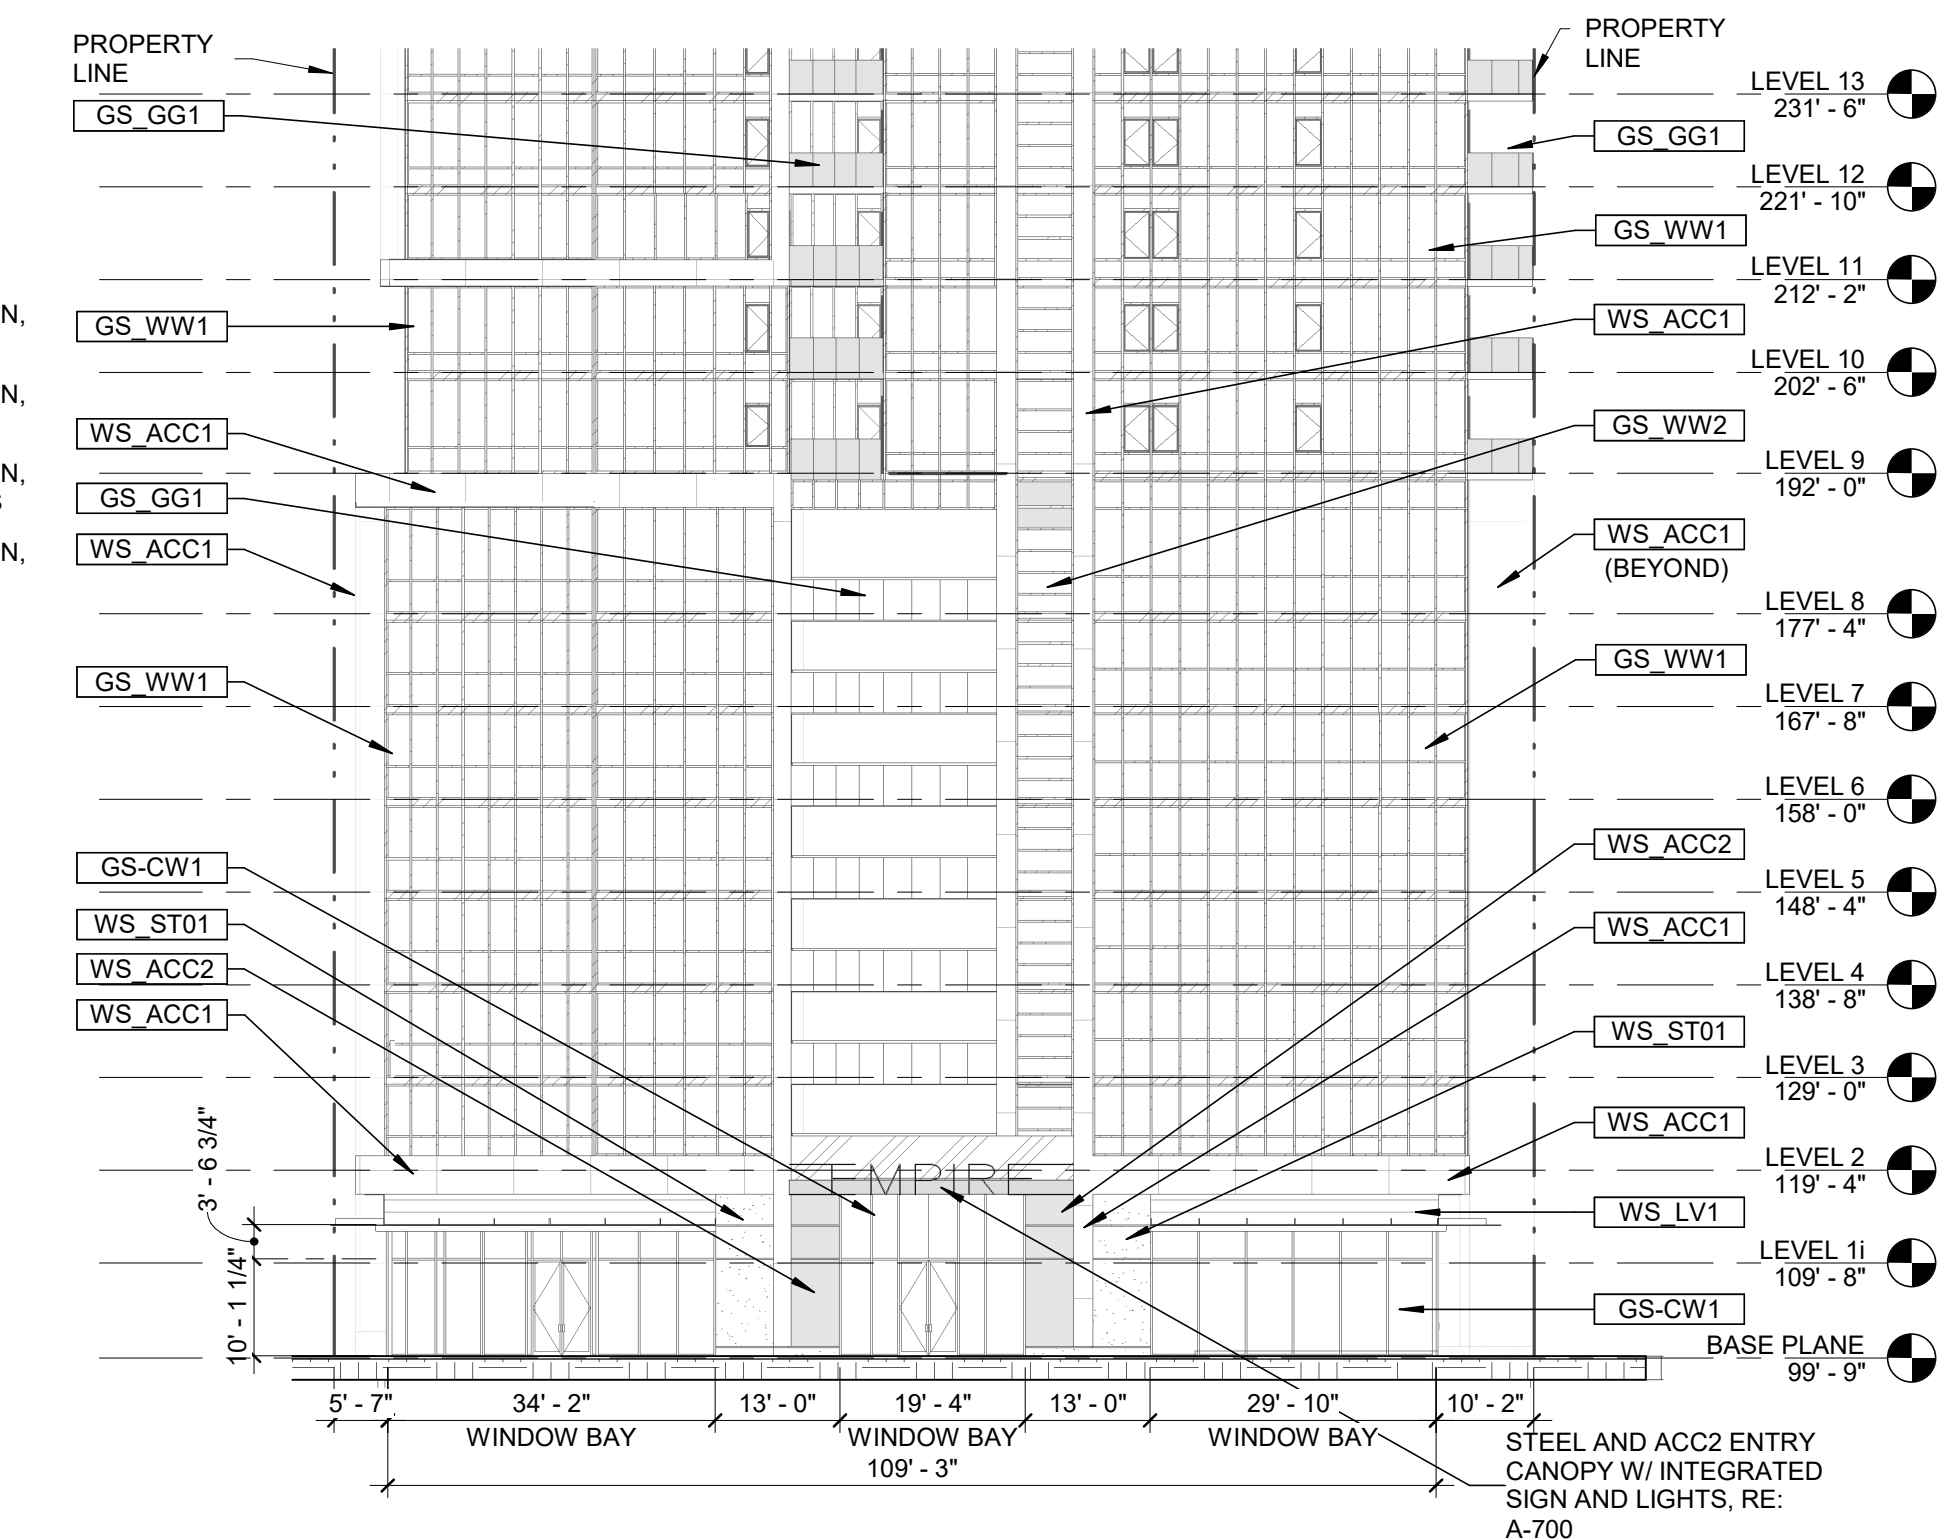 PROPERTY
LINE
GS_GG1
N,
GS_WW1
N,
WS_ACC1
N,
GS_GG1
S
WS_ACC1
N,
GS_WW1
GS-CW1
WS_ST01
WS_ACC2
WS_ACC1
3' - 6 3/4"
10' - 1 1/4"
EMPIRE
PROPERTY
LINE
LEVEL 13
231' - 6"
GS_GG1
LEVEL 12
221' - 10"
GS_WW1
LEVEL 11
212' - 2"
WS_ACC1
LEVEL 10
202' - 6"
GS_WW2
LEVEL 9
192' - 0"
WS_ACC1
(BEYOND)
LEVEL 8
177' - 4"
GS_WW1
LEVEL 7
167' - 8"
LEVEL 6
158' - 0"
WS_ACC2
LEVEL 5
148' - 4"
WS_ACC1
LEVEL 4
138' - 8"
WS_ST01
LEVEL 3
129' - 0"
WS_ACC1
LEVEL 2
119' - 4"
WS_LV1
LEVEL 1i
109' - 8"
GS-CW1
BASE PLANE
99' - 9"
5' - 7" 34' - 2" 13' - 0" 19' - 4" 13' - 0" 29' - 10" 10' - 2"
WINDOW BAY WINDOW BAY WINDOW BAY
109' - 3"
STEEL AND ACC2 ENTRY
CANOPY W/ INTEGRATED
SIGN AND LIGHTS, RE:
A-700